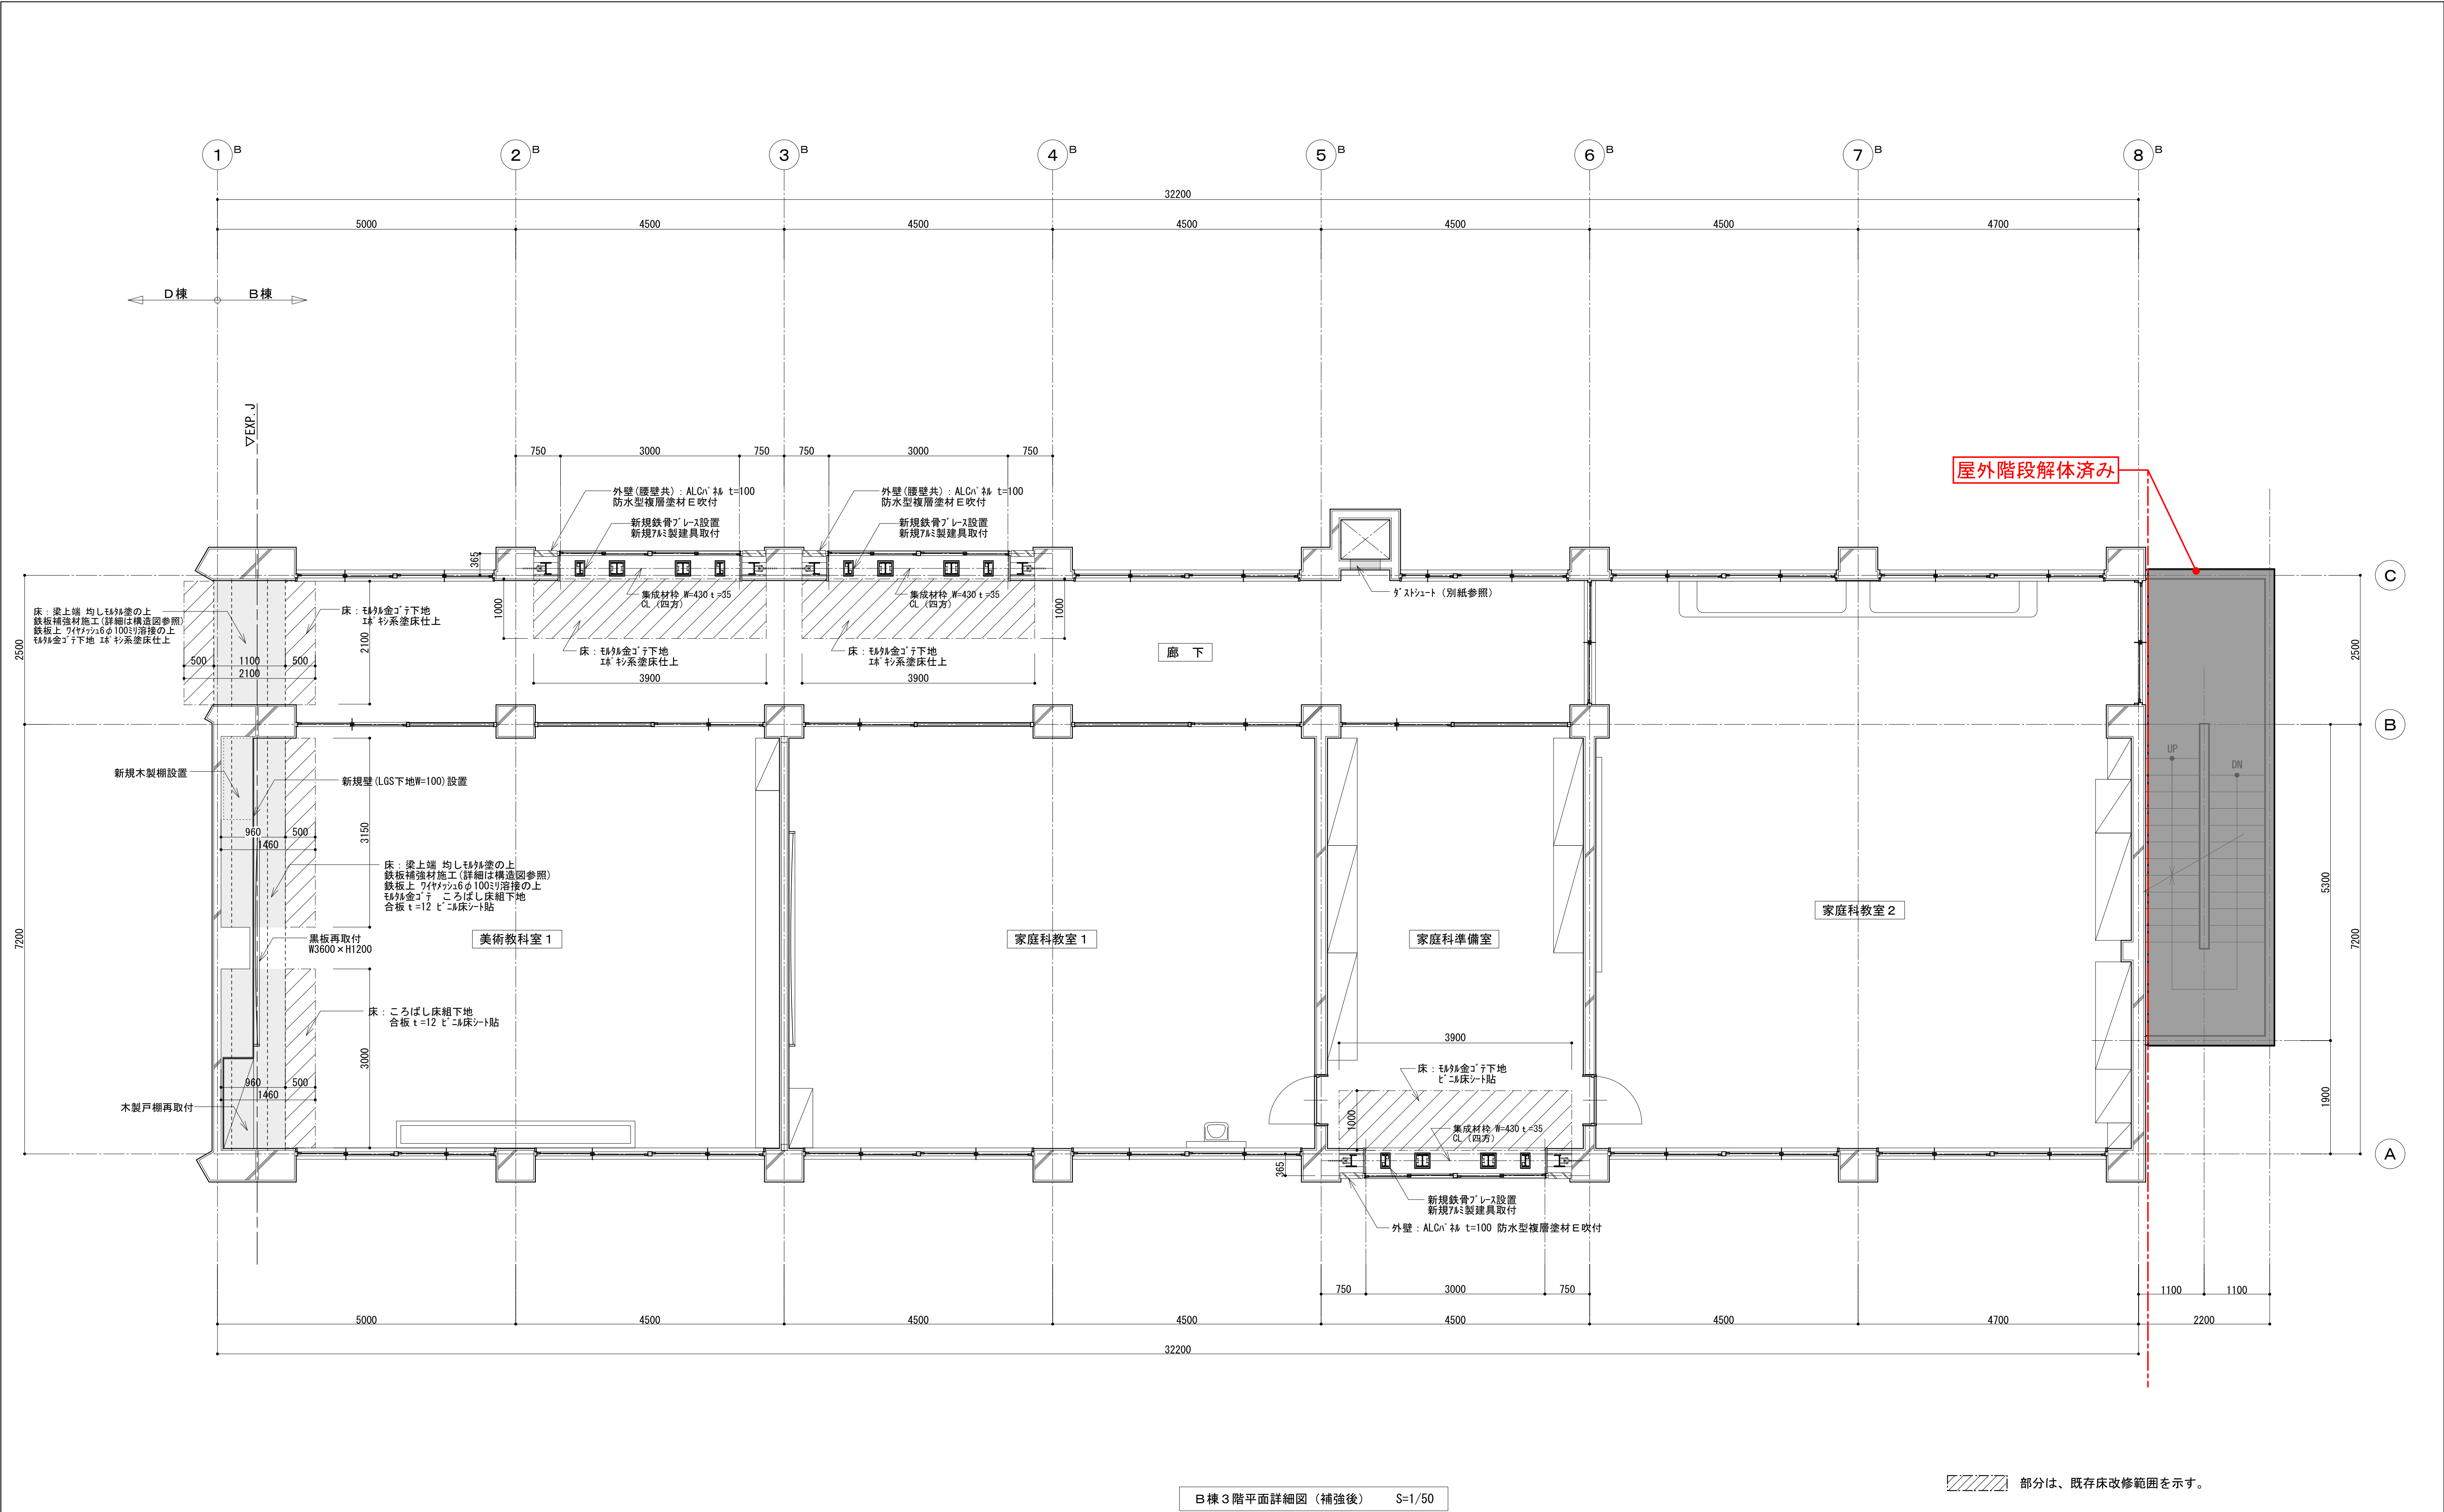 1 B 2 B 3 B 4 B 5 B 6 B 7 B 8 B
32200
5000 4500 4500 4500 4500 4500 4700
D棟 B棟
▽EXP.J
屋外階段解体済み
750 3000 750 750 3000 750
外壁(腰壁共)：ALCﾊﾟﾈﾙ t=100
防水型複層塗材Ｅ吹付
新規鉄骨ﾌﾞﾚｰｽ設置
新規ｱﾙﾐ製建具取付
外壁(腰壁共)：ALCﾊﾟﾈﾙ t=100
防水型複層塗材Ｅ吹付
新規鉄骨ﾌﾞﾚｰｽ設置
新規ｱﾙﾐ製建具取付
365
C
集成材枠 W=430 t=35
CL（四方）
集成材枠 W=430 t=35
CL（四方）
ﾀﾞｽﾄｼｭｰﾄ（別紙参照）
床：梁上端 均しﾓﾙﾀﾙ塗の上
鉄板補強材施工(詳細は構造図参照)
鉄板上 ﾜｲﾔﾒｯｼｭ6φ100ﾐﾘ溶接の上
ﾓﾙﾀﾙ金ｺﾞﾃ下地 ｴﾎﾟｷｼ系塗床仕上
床：ﾓﾙﾀﾙ金ｺﾞﾃ下地
ｴﾎﾟｷｼ系塗床仕上
2100
1000
1000
床：ﾓﾙﾀﾙ金ｺﾞﾃ下地
ｴﾎﾟｷｼ系塗床仕上
床：ﾓﾙﾀﾙ金ｺﾞﾃ下地
ｴﾎﾟｷｼ系塗床仕上
廊 下
2500
2500
500 1100 500
2100
3900 3900
B
UP
DN
新規木製棚設置
新規壁(LGS下地W=100)設置
960 500
1460
3150
床：梁上端 均しﾓﾙﾀﾙ塗の上
鉄板補強材施工(詳細は構造図参照)
鉄板上 ﾜｲﾔﾒｯｼｭ6φ100ﾐﾘ溶接の上
ﾓﾙﾀﾙ金ｺﾞﾃ ころばし床組下地
合板ｔ=12 ﾋﾞﾆﾙ床ｼｰﾄ貼
5300
7200
7200
黒板再取付
W3600×H1200
美術教科室１
家庭科教室１
家庭科準備室
家庭科教室２
床：ころばし床組下地
合板ｔ=12 ﾋﾞﾆﾙ床ｼｰﾄ貼
3000
3900
床：ﾓﾙﾀﾙ金ｺﾞﾃ下地
ﾋﾞﾆﾙ床ｼｰﾄ貼
960 500
1460
木製戸棚再取付
1000
1900
集成材枠 W=430 t=35
CL（四方）
A
365
新規鉄骨ﾌﾞﾚｰｽ設置
新規ｱﾙﾐ製建具取付
外壁：ALCﾊﾟﾈﾙ t=100 防水型複層塗材Ｅ吹付
750 3000 750
1100 1100
5000 4500 4500 4500 4500 4500 4700 2200
32200
部分は、既存床改修範囲を示す。
Ｂ棟３階平面詳細図（補強後） S=1/50